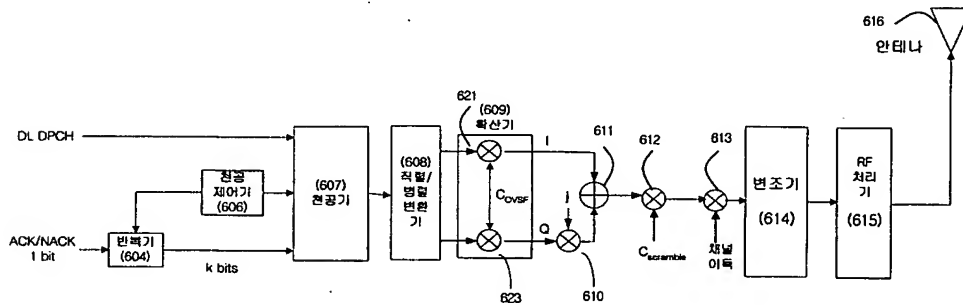 616
안테나
DL DPCH
천공
제어기
(606)
ACK/NACK
1 bit
반복기
(604)
k bits
(607)
천공기
(608)
직렬/
병렬
변환
기
621
(609)
확산기
C_OVSF
I
Q
623
j
610
611
612
C_scramble
613
채널
이득
변조기
(614)
RF
처리
기
(615)